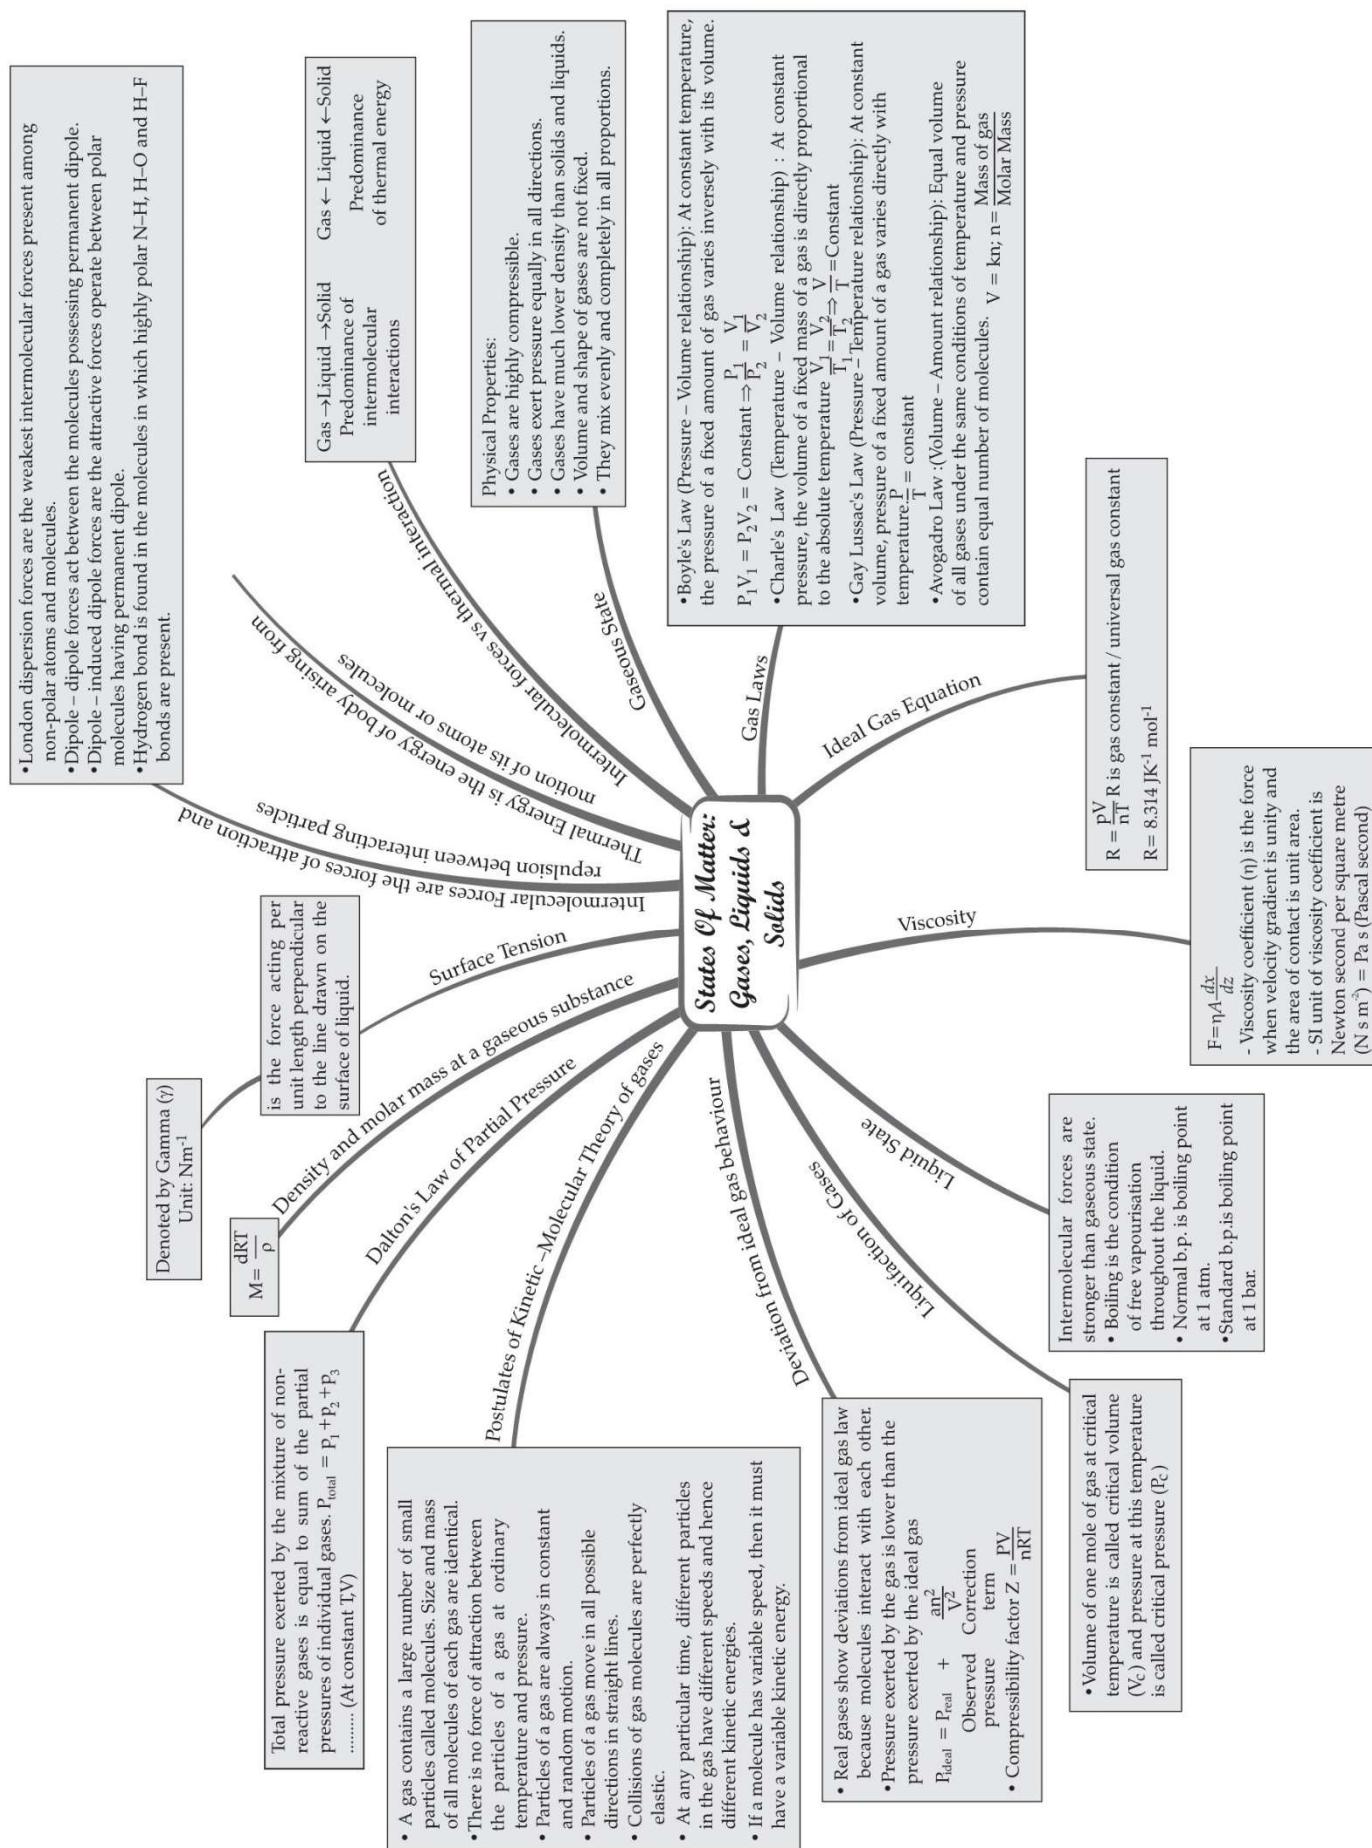 States Of Matter:
Gases, Liquids &
Solids
Intermolecular Forces are the forces of attraction and
repulsion between interacting particles
• London dispersion forces are the weakest intermolecular forces present among
non-polar atoms and molecules.
• Dipole – dipole forces act between the molecules possessing permanent dipole.
• Dipole – induced dipole forces are the attractive forces operate between polar
molecules having permanent dipole.
• Hydrogen bond is found in the molecules in which highly polar N–H, H–O and H–F
bonds are present.
Thermal Energy is the energy of body arising from
motion of its atoms or molecules
Intermolecular forces vs thermal interaction
Gas →Liquid →Solid
Predominance of
intermolecular
interactions
Gas ← Liquid ←Solid
Predominance
of thermal energy
Gaseous State
Physical Properties:
• Gases are highly compressible.
• Gases exert pressure equally in all directions.
• Gases have much lower density than solids and liquids.
• Volume and shape of gases are not fixed.
• They mix evenly and completely in all proportions.
Gas Laws
• Boyle's Law (Pressure – Volume relationship): At constant temperature,
the pressure of a fixed amount of gas varies inversely with its volume.
P₁V₁ = P₂V₂ = Constant ⇒ P₁/P₂ = V₁/V₂
• Charle's Law (Temperature – Volume relationship) : At constant
pressure, the volume of a fixed mass of a gas is directly proportional
to the absolute temperature V₁/T₁ = V₂/T₂ ⇒ V/T = Constant
• Gay Lussac's Law (Pressure – Temperature relationship): At constant
volume, pressure of a fixed amount of a gas varies directly with
temperature. P/T = constant
• Avogadro Law :(Volume – Amount relationship): Equal volume
of all gases under the same conditions of temperature and pressure
contain equal number of molecules. V = kn; n = Mass of gas/Molar Mass
Ideal Gas Equation
R = pV/nT R is gas constant / universal gas constant
R= 8.314 JK⁻¹ mol⁻¹
Viscosity
F=ηA dx/dz
- Viscosity coefficient (η) is the force
when velocity gradient is unity and
the area of contact is unit area.
- SI unit of viscosity coefficient is
Newton second per square metre
(N s m⁻²) = Pa s (Pascal second)
Liquid State
Intermolecular forces are
stronger than gaseous state.
• Boiling is the condition
of free vapourisation
throughout the liquid.
• Normal b.p. is boiling point
at 1 atm.
• Standard b.p.is boiling point
at 1 bar.
Liquifaction of Gases
• Volume of one mole of gas at critical
temperature is called critical volume
(V_C) and pressure at this temperature
is called critical pressure (P_C)
Deviation from ideal gas behaviour
• Real gases show deviations from ideal gas law
because molecules interact with each other.
• Pressure exerted by the gas is lower than the
pressure exerted by the ideal gas
P_ideal = P_real + an²/V²
Observed Correction
pressure term
• Compressibility factor Z = PV/nRT
Postulates of Kinetic –Molecular Theory of gases
• A gas contains a large number of small
particles called molecules. Size and mass
of all molecules of each gas are identical.
• There is no force of attraction between
the particles of a gas at ordinary
temperature and pressure.
• Particles of a gas are always in constant
and random motion.
• Particles of a gas move in all possible
directions in straight lines.
• Collisions of gas molecules are perfectly
elastic.
• At any particular time, different particles
in the gas have different speeds and hence
different kinetic energies.
• If a molecule has variable speed, then it must
have a variable kinetic energy.
Dalton's Law of Partial Pressure
Total pressure exerted by the mixture of non-
reactive gases is equal to sum of the partial
pressures of individual gases. P_total = P₁ +P₂ +P₃
......... (At constant T,V)
Density and molar mass at a gaseous substance
M= dRT/ρ
Surface Tension
is the force acting per
unit length perpendicular
to the line drawn on the
surface of liquid.
Denoted by Gamma (γ)
Unit: Nm⁻¹